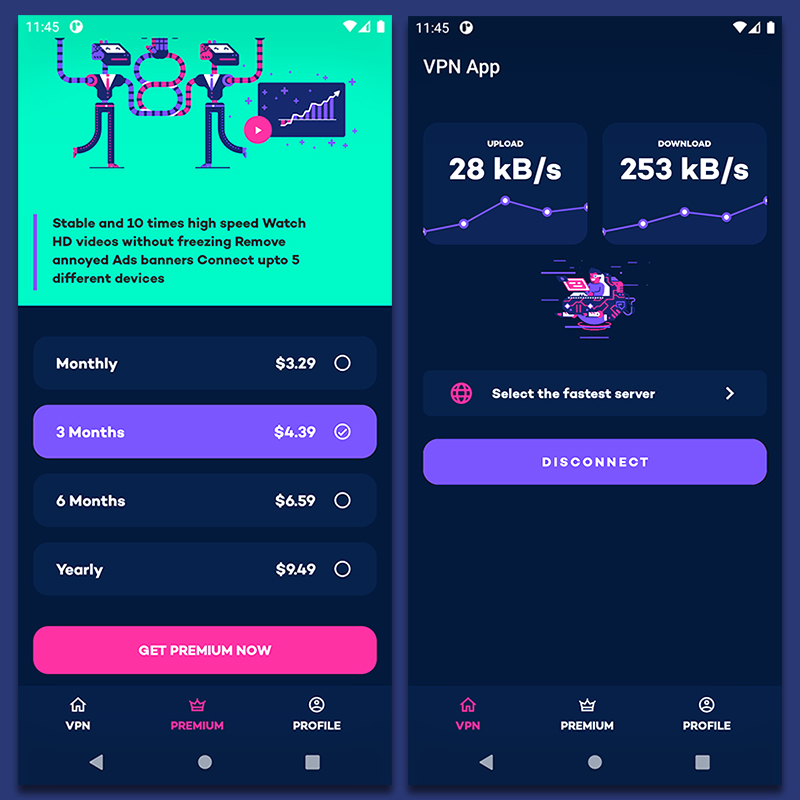 11:45
Stable and 10 times high speed Watch
HD videos without freezing Remove
annoyed Ads banners Connect upto 5
different devices
Monthly $3.29
3 Months $4.39
6 Months $6.59
Yearly $9.49
GET PREMIUM NOW
VPN PREMIUM PROFILE
11:45
VPN App
UPLOAD DOWNLOAD
28 kB/s 253 kB/s
Select the fastest server
DISCONNECT
VPN PREMIUM PROFILE